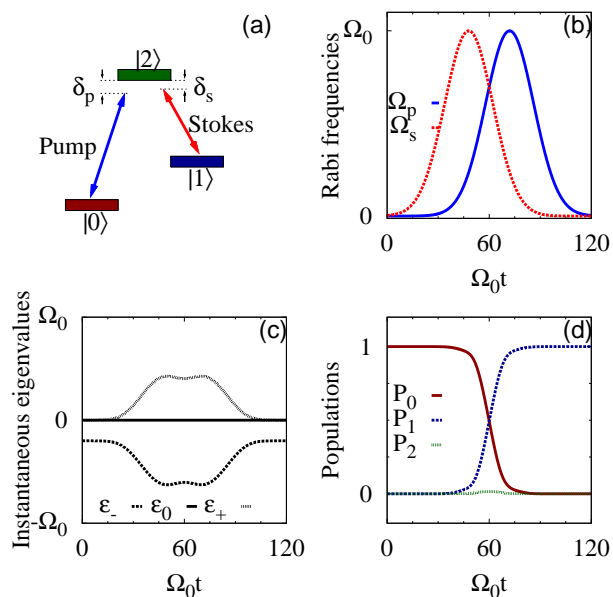 (a)
|2⟩
δp
δs
Pump
Stokes
|1⟩
|0⟩
(b)
Rabi frequencies
Ω0
0
Ωp
Ωs
0
60
120
Ω0t
(c)
Instantaneous eigenvalues
Ω0
0
-Ω0
ε- ε0 ε+
0
60
120
Ω0t
(d)
Populations
1
0
P0
P1
P2
0
60
120
Ω0t